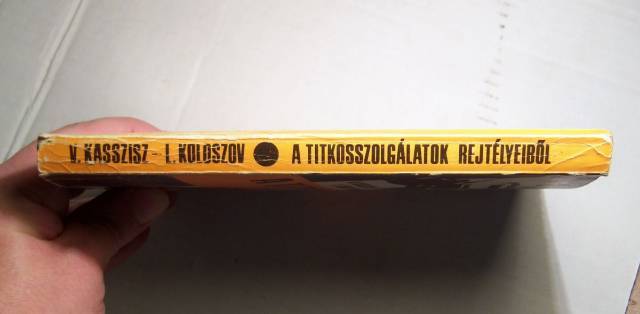 V. KASSZISZ - L. KOLOSZOV ● A TITKOSSZOLGÁLATOK REJTÉLYEIBŐL